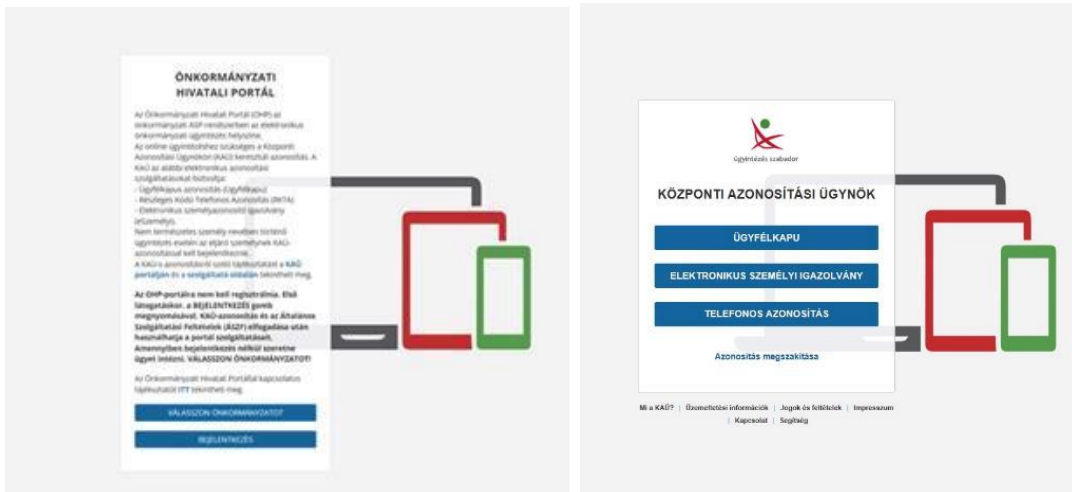 ÖNKORMÁNYZATI
HIVATALI PORTÁL
Az Önkormányzati Hivatali Portál (OHP) az
önkormányzati ASP rendszerben az elektronikus
önkormányzati ügyintézés helyszíne.
Az online ügyintézéshez szükséges a Központi
Azonosítási Ügynökön (KAÜ) keresztüli azonosítás. A
KAÜ az alábbi elektronikus azonosítási
szolgáltatásokat biztosítja:
- Ügyfélkapus azonosítás (Ügyfélkapu)
- Részleges Kódú Telefonos Azonosítás (RKTA)
- Elektronikus személyazonosító igazolvány
(eSzemélyi).
Nem természetes személy nevében történő
ügyintézés esetén az eljáró személynek KAÜ-
azonosítással kell bejelentkeznie.
A KAÜ-s azonosításról szóló tájékoztatást a KAÜ
portálján és a szolgáltató oldalán tekintheti meg.
Az OHP-portálra nem kell regisztrálnia. Első
látogatáskor, a BEJELENTKEZÉS gomb
megnyomásával, KAÜ-azonosítás és az Általános
Szolgáltatási Feltételek (ÁSZF) elfogadása után
használhatja a portál szolgáltatásait.
Amennyiben bejelentkezés nélkül szeretne
ügyet intézni, VÁLASSZON ÖNKORMÁNYZATOT!
Az Önkormányzati Hivatali Portállal kapcsolatos
tájékoztatót ITT tekintheti meg.
VÁLASSZON ÖNKORMÁNYZATOT
BEJELENTKEZÉS
ügyintézés szabadon
KÖZPONTI AZONOSÍTÁSI ÜGYNÖK
ÜGYFÉLKAPU
ELEKTRONIKUS SZEMÉLYI IGAZOLVÁNY
TELEFONOS AZONOSÍTÁS
Azonosítás megszakítása
Mi a KAÜ? | Üzemeltetési információk | Jogok és feltételek | Impresszum
| Kapcsolat | Segítség